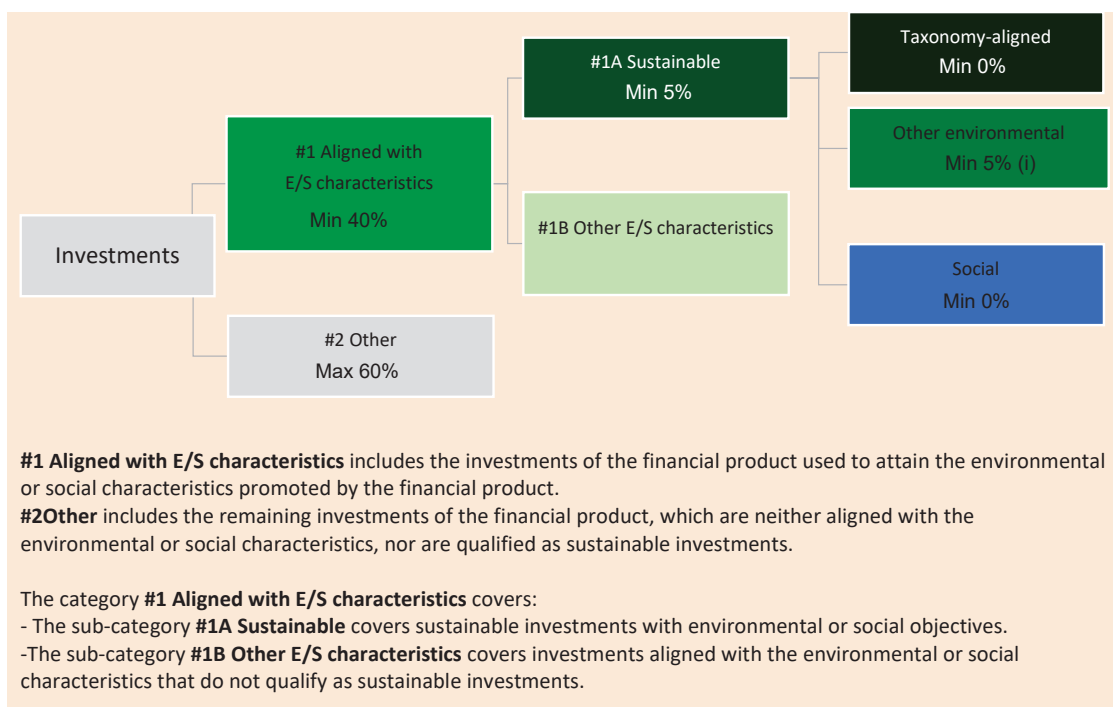 Investments
#1 Aligned with
E/S characteristics
Min 40%
#2 Other
Max 60%
#1A Sustainable
Min 5%
#1B Other E/S characteristics
Taxonomy-aligned
Min 0%
Other environmental
Min 5% (i)
Social
Min 0%
#1 Aligned with E/S characteristics includes the investments of the financial product used to attain the environmental
or social characteristics promoted by the financial product.
#2Other includes the remaining investments of the financial product, which are neither aligned with the
environmental or social characteristics, nor are qualified as sustainable investments.
The category #1 Aligned with E/S characteristics covers:
- The sub-category #1A Sustainable covers sustainable investments with environmental or social objectives.
-The sub-category #1B Other E/S characteristics covers investments aligned with the environmental or social
characteristics that do not qualify as sustainable investments.